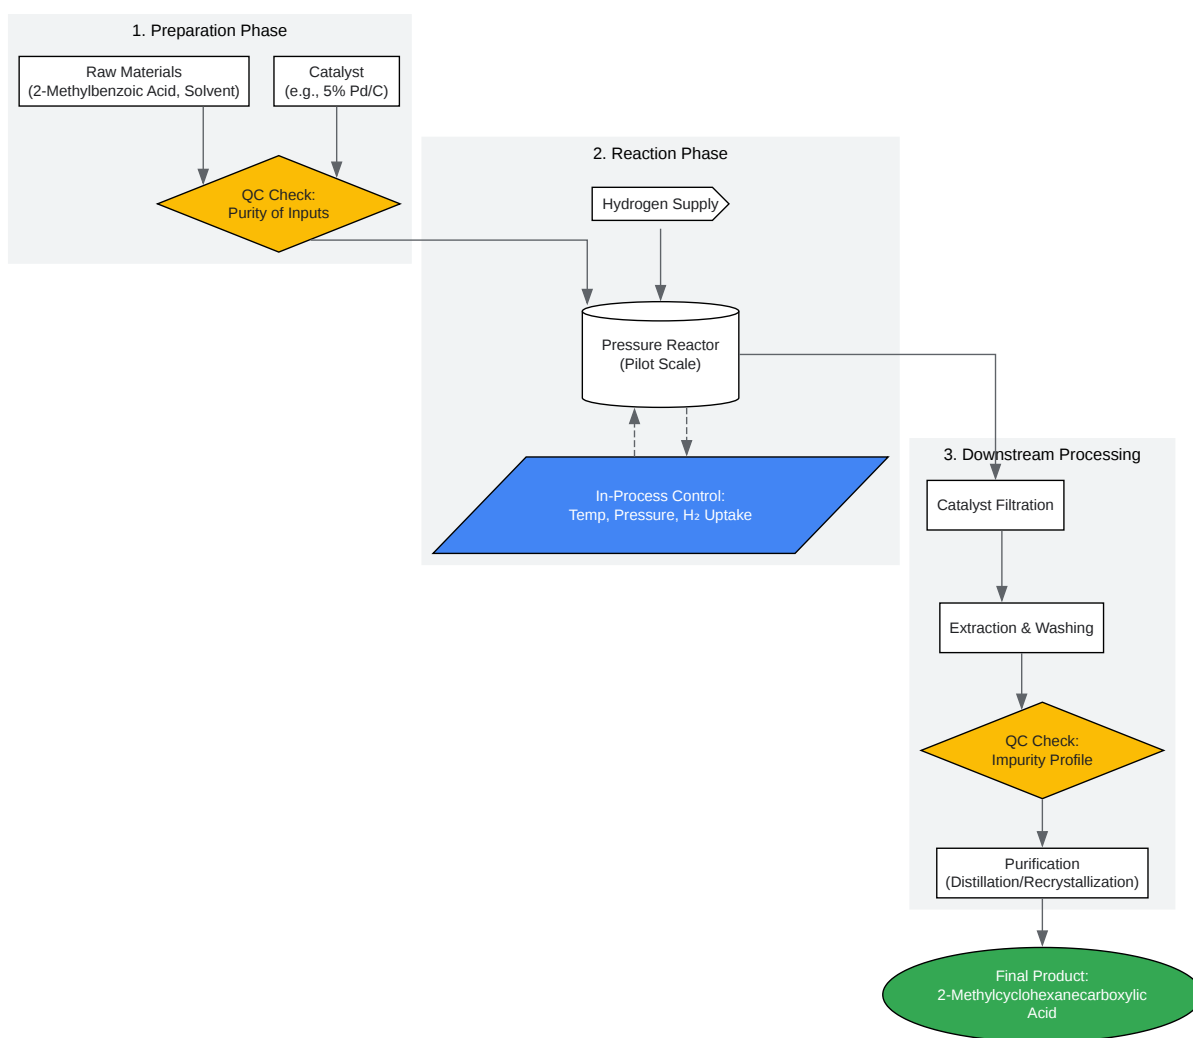 1. Preparation Phase
Raw Materials
(2-Methylbenzoic Acid, Solvent)
Catalyst
(e.g., 5% Pd/C)
QC Check:
Purity of Inputs
2. Reaction Phase
Hydrogen Supply
Pressure Reactor
(Pilot Scale)
In-Process Control:
Temp, Pressure, H₂ Uptake
3. Downstream Processing
Catalyst Filtration
Extraction & Washing
QC Check:
Impurity Profile
Purification
(Distillation/Recrystallization)
Final Product:
2-Methylcyclohexanecarboxylic
Acid